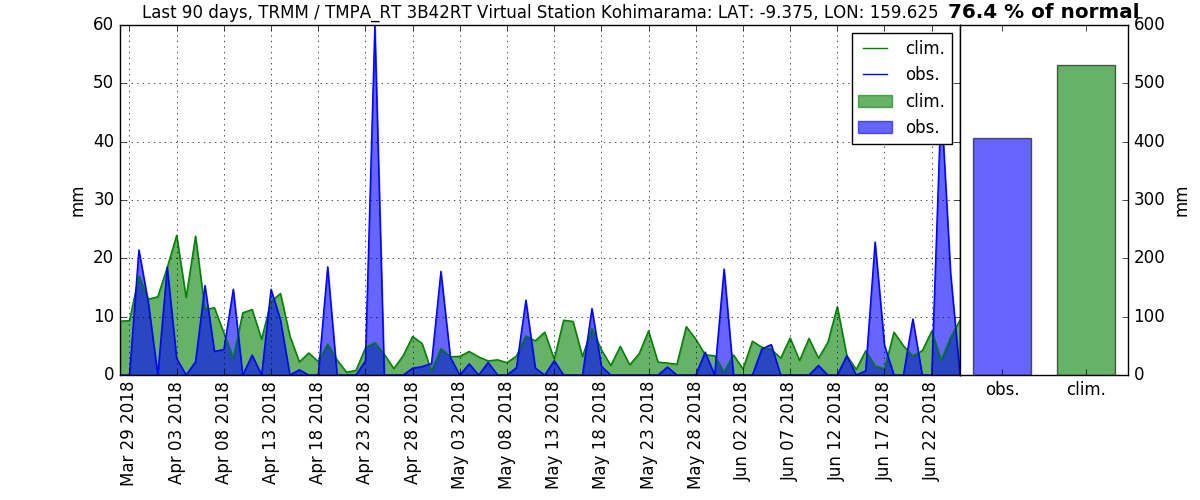 Last 90 days, TRMM / TMPA_RT 3B42RT Virtual Station Kohimarama: LAT: -9.375, LON: 159.625 76.4 % of normal
60
50
40
30
20
10
0
mm
clim.
obs.
clim.
obs.
600
500
400
300
200
100
0
mm
Mar 29 2018
Apr 03 2018
Apr 08 2018
Apr 13 2018
Apr 18 2018
Apr 23 2018
Apr 28 2018
May 03 2018
May 08 2018
May 13 2018
May 18 2018
May 23 2018
May 28 2018
Jun 02 2018
Jun 07 2018
Jun 12 2018
Jun 17 2018
Jun 22 2018
obs.
clim.